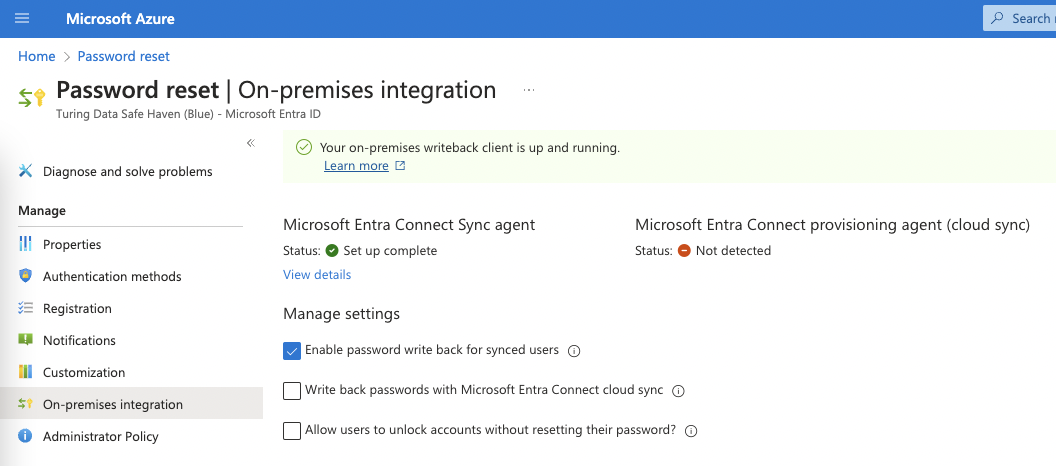 Microsoft Azure
Search
Home > Password reset
Password reset | On-premises integration ...
Turing Data Safe Haven (Blue) - Microsoft Entra ID
«
Diagnose and solve problems
Manage
Properties
Authentication methods
Registration
Notifications
Customization
On-premises integration
Administrator Policy
Your on-premises writeback client is up and running.
Learn more
Microsoft Entra Connect Sync agent
Status: Set up complete
View details
Microsoft Entra Connect provisioning agent (cloud sync)
Status: Not detected
Manage settings
Enable password write back for synced users
Write back passwords with Microsoft Entra Connect cloud sync
Allow users to unlock accounts without resetting their password?